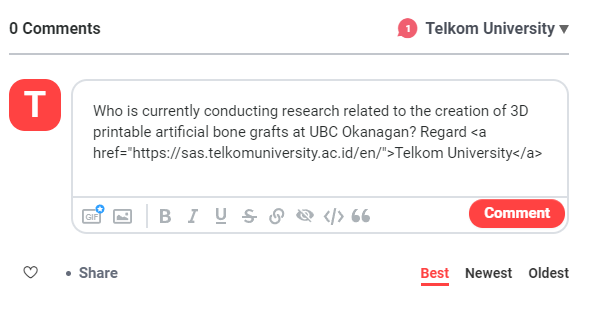 0 Comments
1 Telkom University
T
Who is currently conducting research related to the creation of 3D
printable artificial bone grafts at UBC Okanagan? Regard <a
href="https://sas.telkomuniversity.ac.id/en/">Telkom University</a>
GIF B I U S </> Comment
• Share Best Newest Oldest